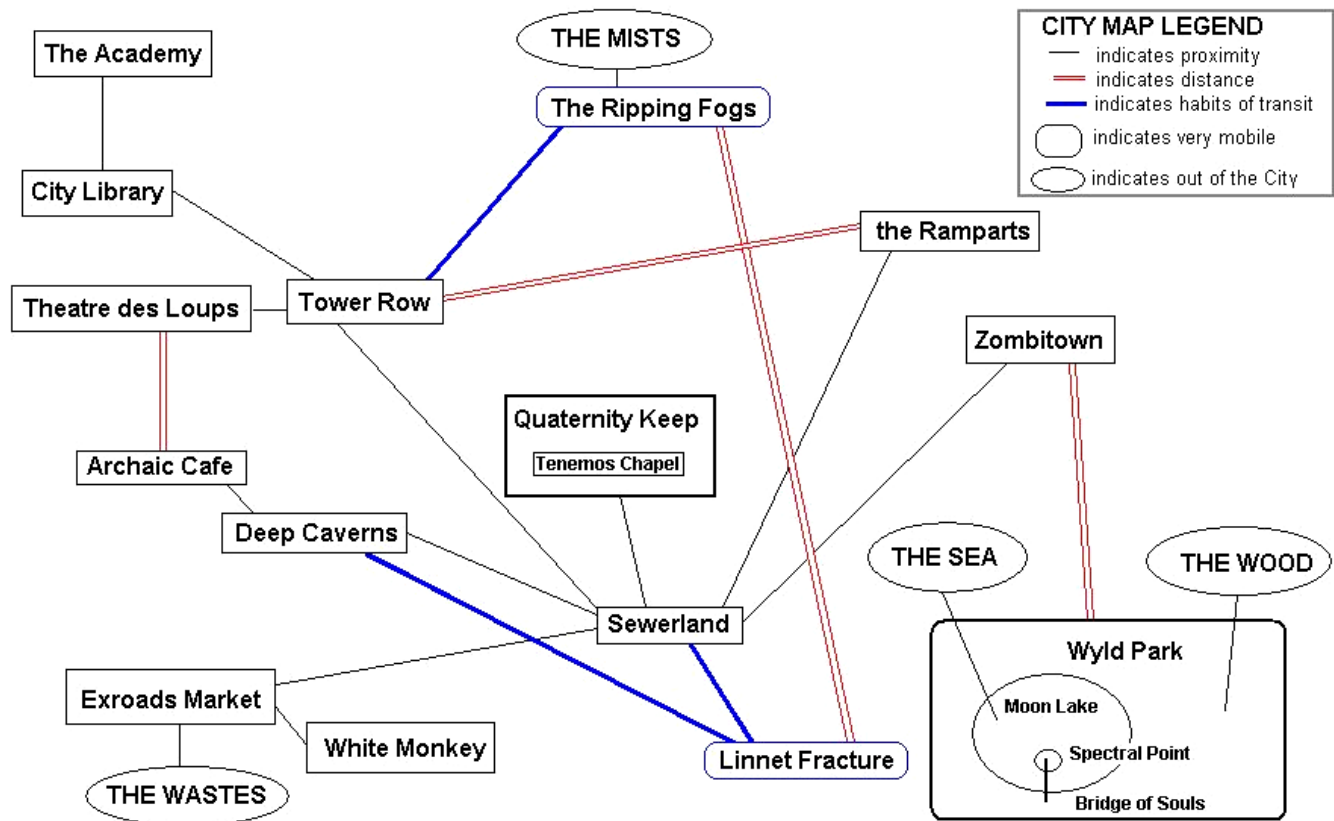 THE MISTS
CITY MAP LEGEND
indicates proximity
indicates distance
indicates habits of transit
indicates very mobile
indicates out of the City
The Academy
The Ripping Fogs
City Library
the Ramparts
Theatre des Loups
Tower Row
Zombitown
Quaternity Keep
Tenemos Chapel
Archaic Cafe
Deep Caverns
THE SEA
THE WOOD
Sewerland
Wyld Park
Exroads Market
Moon Lake
White Monkey
Linnet Fracture
Spectral Point
THE WASTES
Bridge of Souls